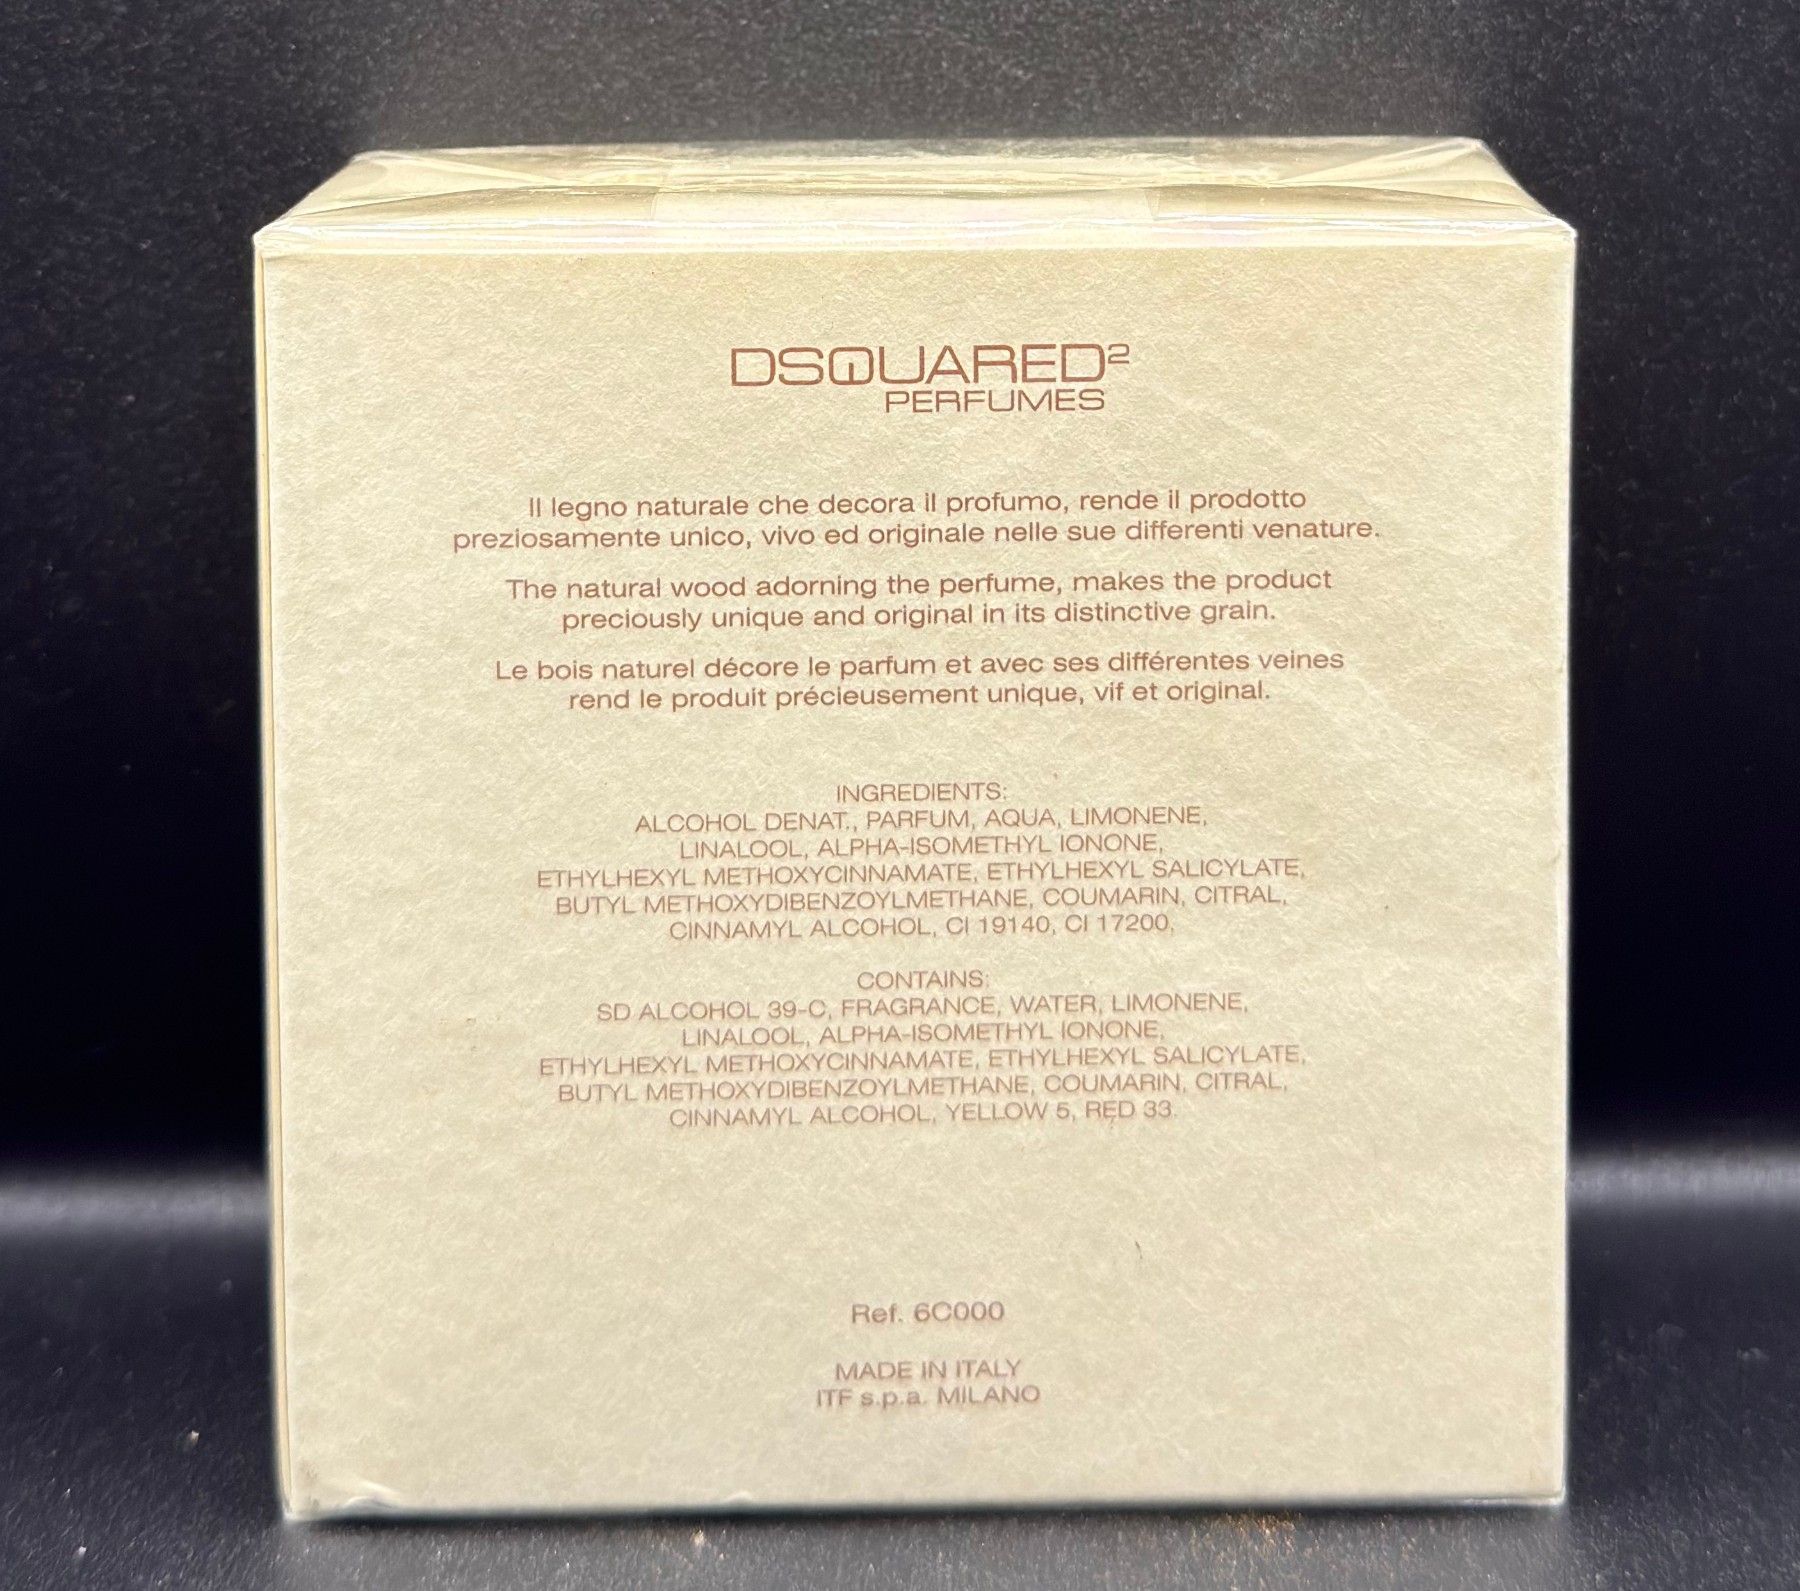 DSQUARED²
PERFUMES
Il legno naturale che decora il profumo, rende il prodotto
preziosamente unico, vivo ed originale nelle sue differenti venature.
The natural wood adorning the perfume, makes the product
preciously unique and original in its distinctive grain.
Le bois naturel décore le parfum et avec ses différentes veines
rend le produit précieusement unique, vif et original.
INGREDIENTS:
ALCOHOL DENAT., PARFUM, AQUA, LIMONENE,
LINALOOL, ALPHA-ISOMETHYL IONONE,
ETHYLHEXYL METHOXYCINNAMATE, ETHYLHEXYL SALICYLATE,
BUTYL METHOXYDIBENZOYLMETHANE, COUMARIN, CITRAL,
CINNAMYL ALCOHOL, CI 19140, CI 17200.
CONTAINS:
SD ALCOHOL 39-C, FRAGRANCE, WATER, LIMONENE,
LINALOOL, ALPHA-ISOMETHYL IONONE,
ETHYLHEXYL METHOXYCINNAMATE, ETHYLHEXYL SALICYLATE,
BUTYL METHOXYDIBENZOYLMETHANE, COUMARIN, CITRAL,
CINNAMYL ALCOHOL, YELLOW 5, RED 33.
Ref. 6C000
MADE IN ITALY
ITF s.p.a. MILANO